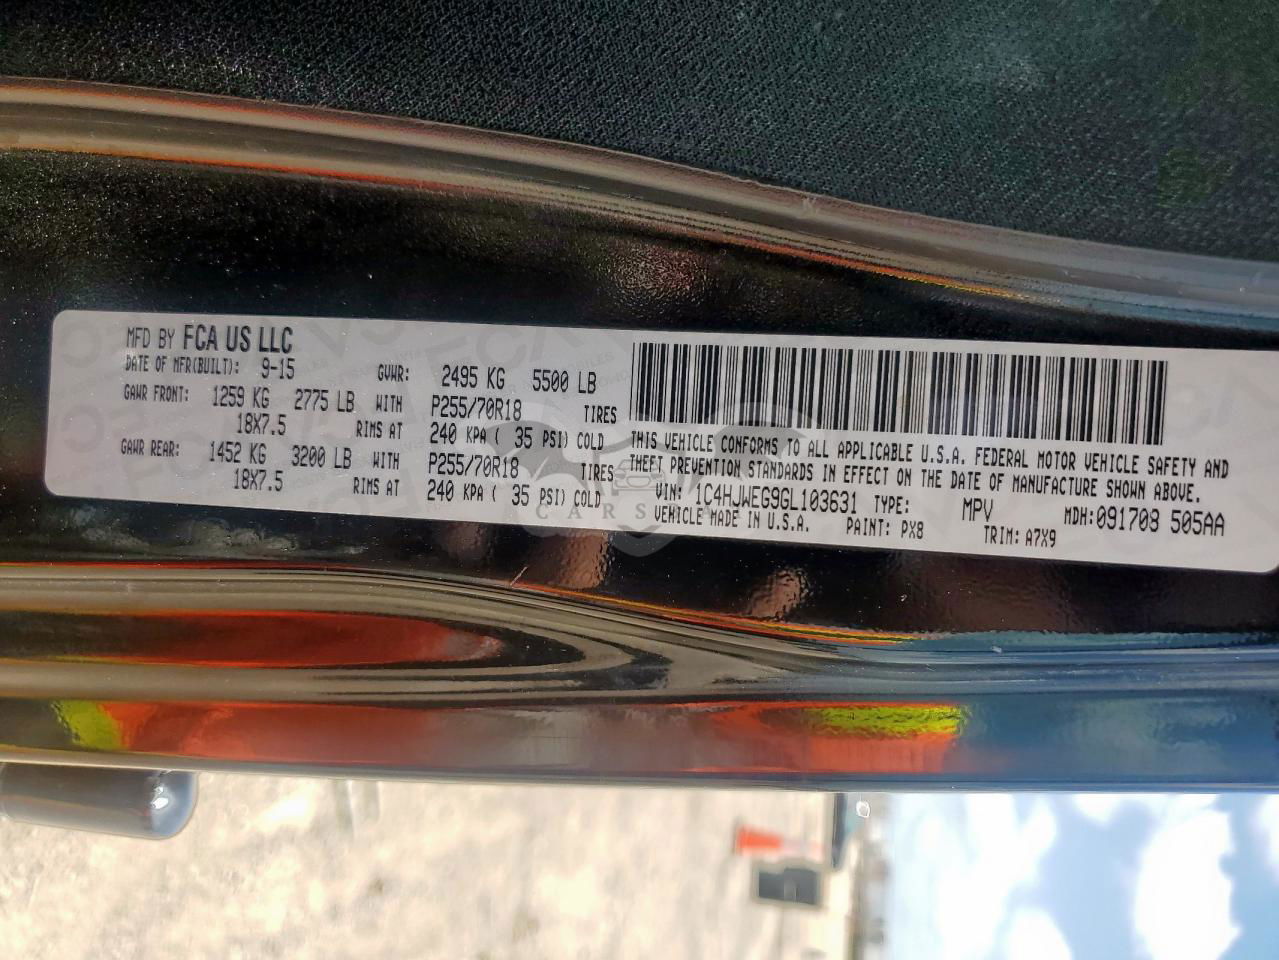 MFD BY FCA US LLC
DATE OF MFR(BUILT): 9-15 GVWR: 2495 KG 5500 LB
GAWR FRONT: 1259 KG 2775 LB WITH P255/70R18 TIRES
18X7.5 RIMS AT 240 KPA ( 35 PSI) COLD
GAWR REAR: 1452 KG 3200 LB WITH P255/70R18 TIRES
18X7.5 RIMS AT 240 KPA ( 35 PSI) COLD
THIS VEHICLE CONFORMS TO ALL APPLICABLE U.S.A. FEDERAL MOTOR VEHICLE SAFETY AND
THEFT PREVENTION STANDARDS IN EFFECT ON THE DATE OF MANUFACTURE SHOWN ABOVE.
VIN: 1C4HJWEG9GL103631 TYPE: MPV MDH:091708 505AA
VEHICLE MADE IN U.S.A. PAINT: PX8 TRIM: A7X9